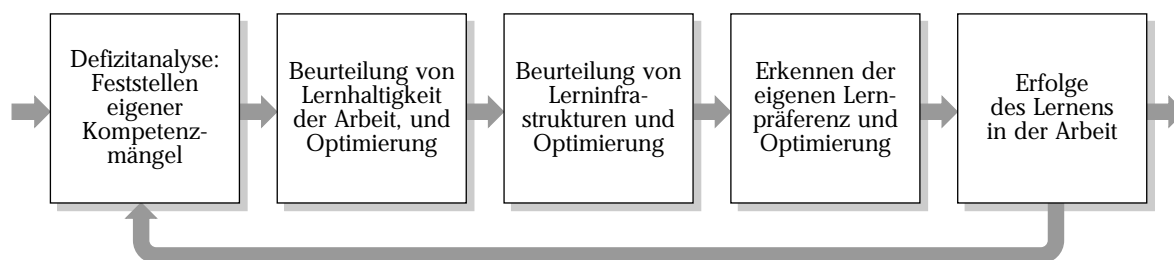 Defizitanalyse:
Feststellen
eigener
Kompetenz-
mängel
Beurteilung von
Lernhaltigkeit
der Arbeit, und
Optimierung
Beurteilung von
Lerninfra-
strukturen und
Optimierung
Erkennen der
eigenen Lern-
präferenz und
Optimierung
Erfolge
des Lernens
in der Arbeit